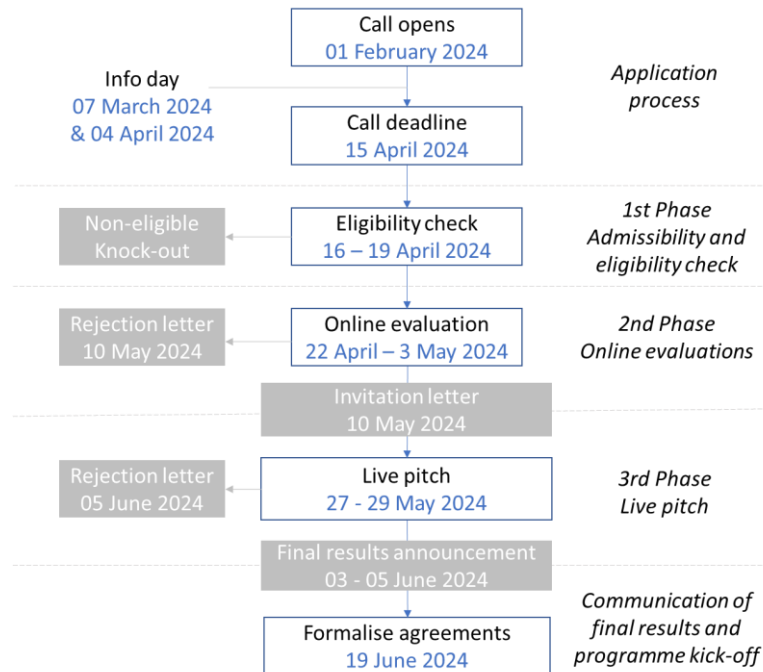 Call opens
01 February 2024
Info day
07 March 2024
& 04 April 2024
Application
process
Call deadline
15 April 2024
Non-eligible
Knock-out
Eligibility check
16 – 19 April 2024
1st Phase
Admissibility and
eligibility check
Rejection letter
10 May 2024
Online evaluation
22 April – 3 May 2024
2nd Phase
Online evaluations
Invitation letter
10 May 2024
Rejection letter
05 June 2024
Live pitch
27 - 29 May 2024
3rd Phase
Live pitch
Final results announcement
03 - 05 June 2024
Formalise agreements
19 June 2024
Communication of
final results and
programme kick-off